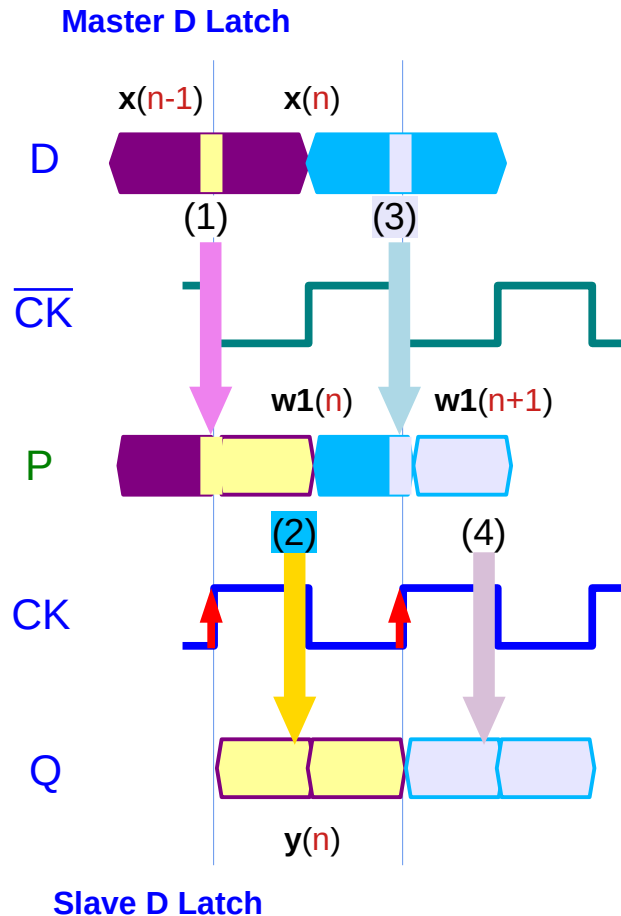 Master D Latch
x(n-1) x(n)
D
(1) (3)
CK
w1(n) w1(n+1)
P
(2) (4)
CK
Q
y(n)
Slave D Latch